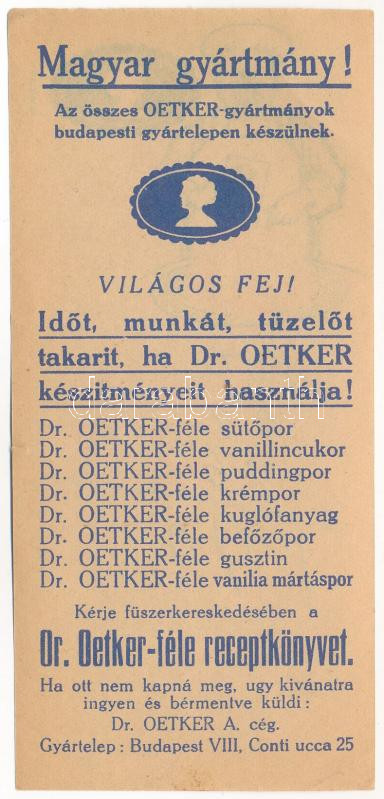 Magyar gyártmány!
Az összes OETKER-gyártmányok
budapesti gyártelepen készülnek.
VILÁGOS FEJ!
Időt, munkát, tüzelőt
takarit, ha Dr. OETKER
készitményeit használja!
darabanth
Dr. OETKER-féle sütőpor
Dr. OETKER-féle vanillincukor
Dr. OETKER-féle puddingpor
Dr. OETKER-féle krémpor
Dr. OETKER-féle kuglófanyag
Dr. OETKER-féle befőzőpor
Dr. OETKER-féle gusztin
Dr. OETKER-féle vanilia mártáspor
Kérje füszerkereskedésében a
Dr. Oetker-féle receptkönyvet.
Ha ott nem kapná meg, ugy kivánatra
ingyen és bérmentve küldi:
Dr. OETKER A. cég.
Gyártelep: Budapest VIII, Conti ucca 25